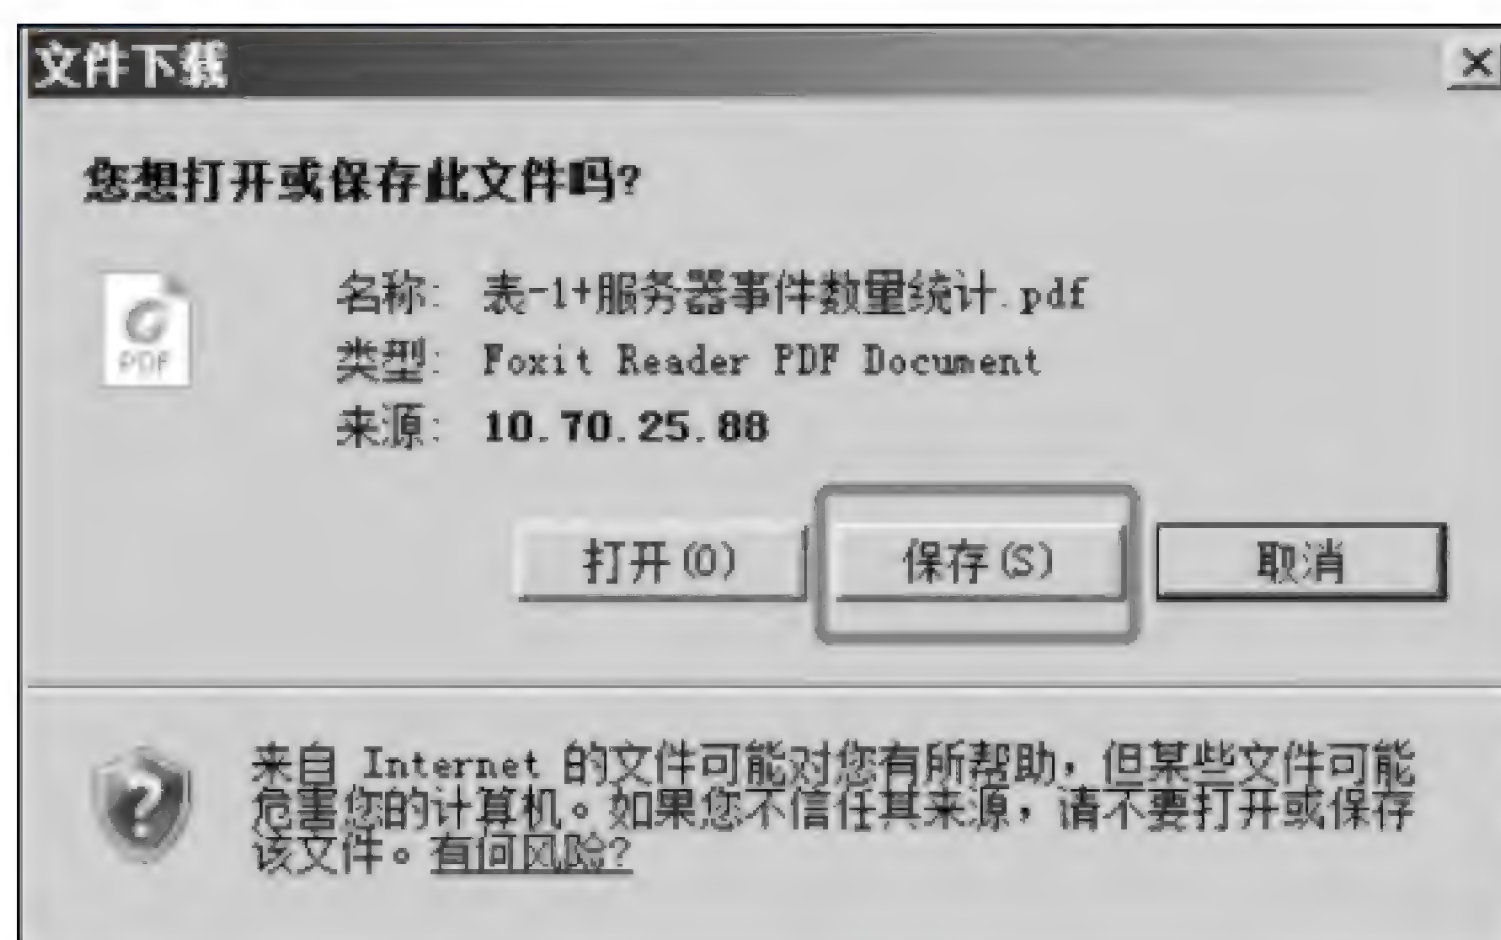 文件下载
您想打开或保存此文件吗?
PDF
名称: 表-1+服务器事件数量统计.pdf
类型: Foxit Reader PDF Document
来源: 10.70.25.88
打开(O) 保存(S) 取消
来自 Internet 的文件可能对您有所帮助，但某些文件可能
危害您的计算机。如果您不信任其来源，请不要打开或保存
该文件。有何风险?